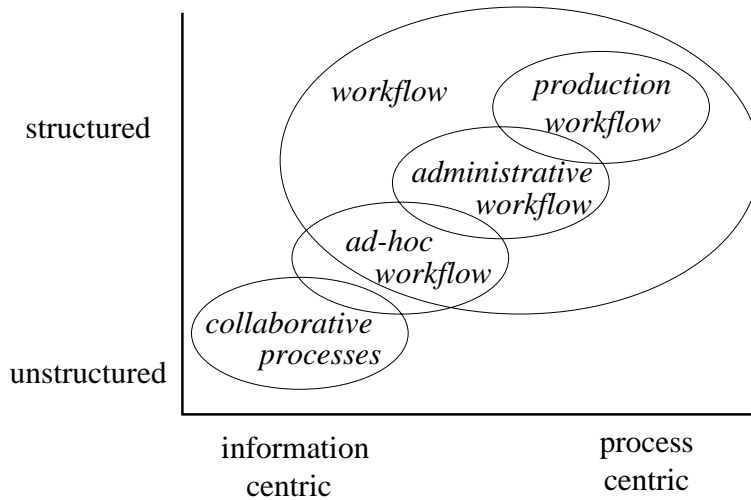 workflow
production
workflow
structured
administrative
workflow
ad-hoc
workflow
collaborative
processes
unstructured
information
centric
process
centric